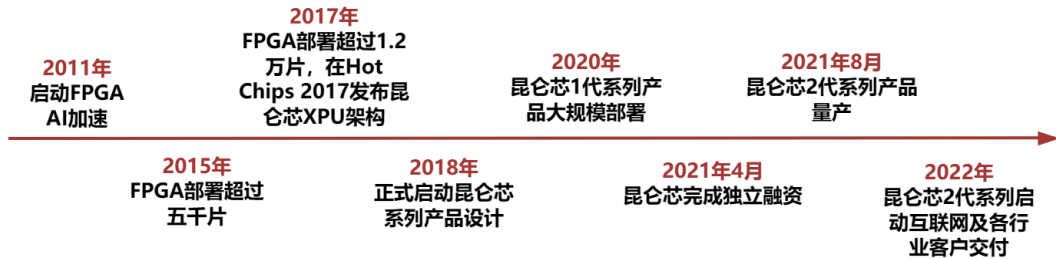 2011年
启动FPGA
AI加速
2015年
FPGA部署超过
五千片
2017年
FPGA部署超过1.2
万片，在Hot
Chips 2017发布昆
仑芯XPU架构
2018年
正式启动昆仑芯
系列产品设计
2020年
昆仑芯1代系列产
品大规模部署
2021年4月
昆仑芯完成独立融资
2021年8月
昆仑芯2代系列产品
量产
2022年
昆仑芯2代系列启
动互联网及各行
业客户交付